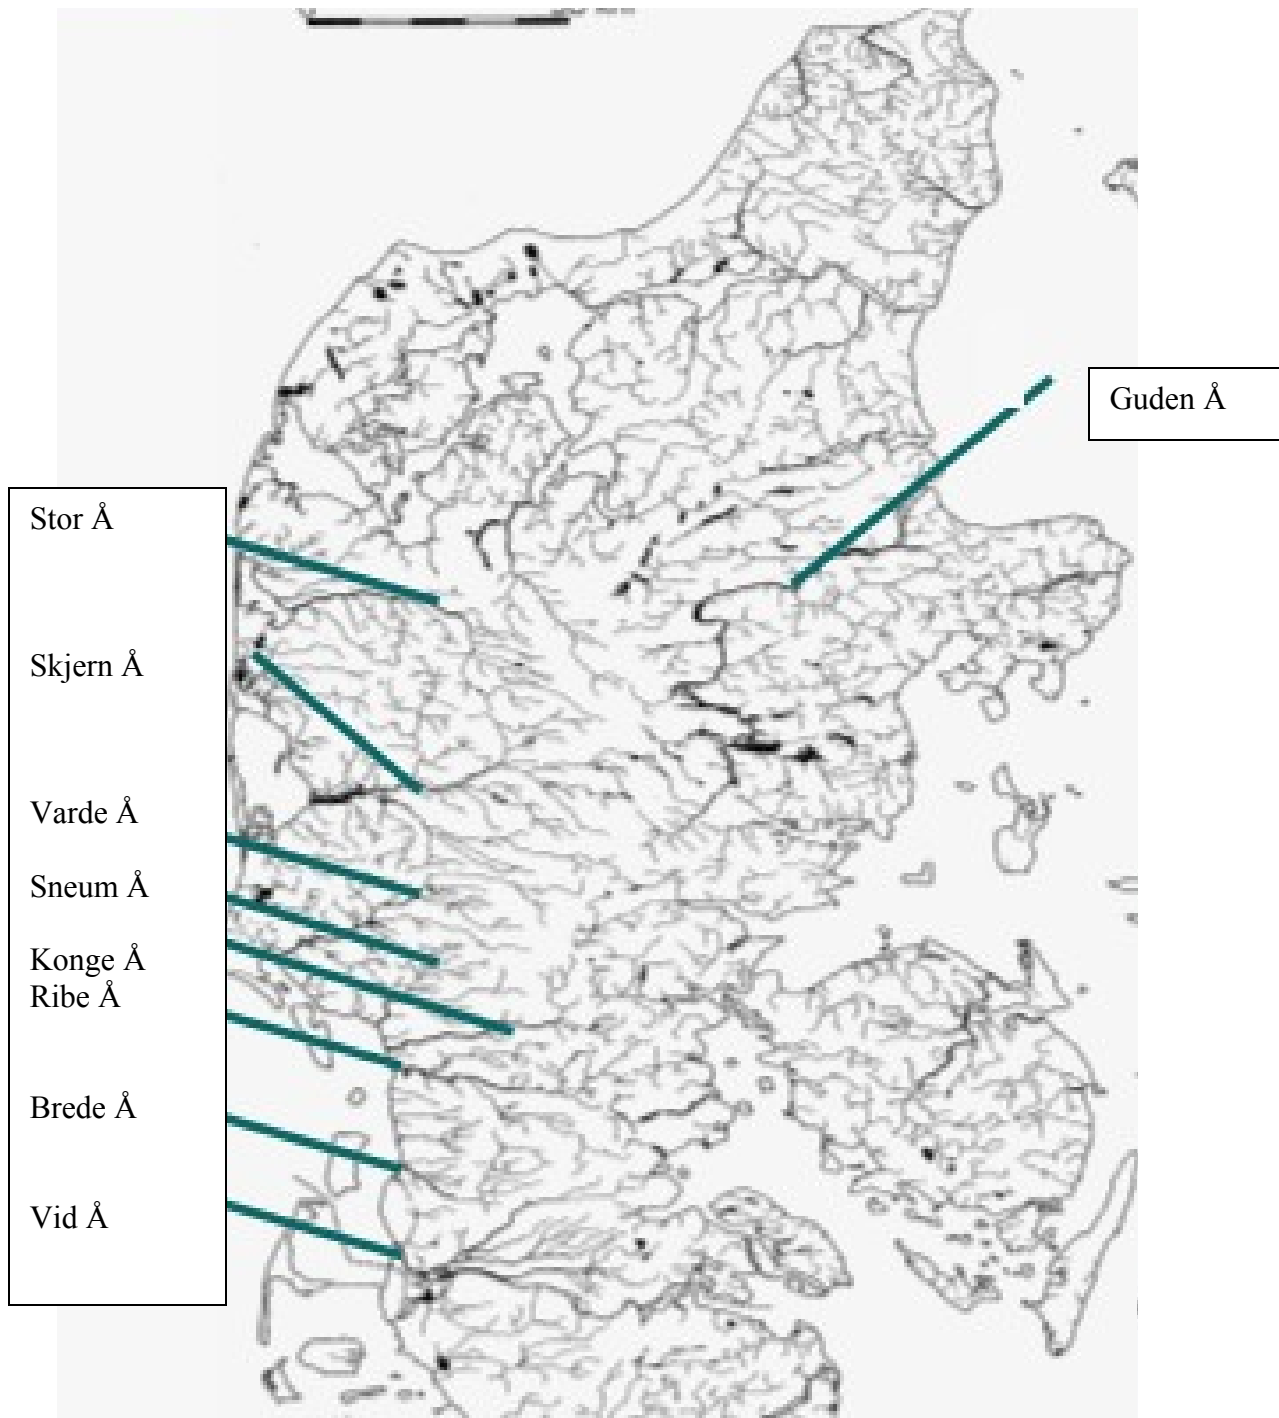 Guden Å
Stor Å
Skjern Å
Varde Å
Sneum Å
Konge Å
Ribe Å
Brede Å
Vid Å